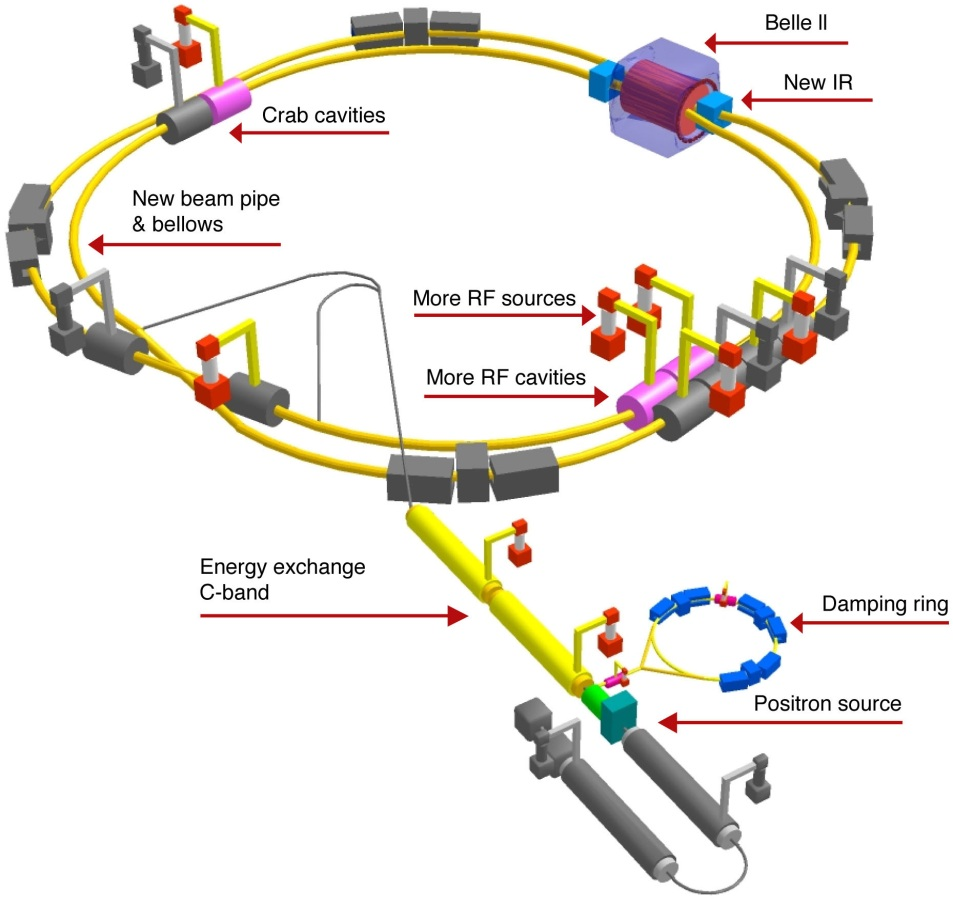 Belle II
New IR
Crab cavities
New beam pipe
& bellows
More RF sources
More RF cavities
Energy exchange
C-band
Damping ring
Positron source